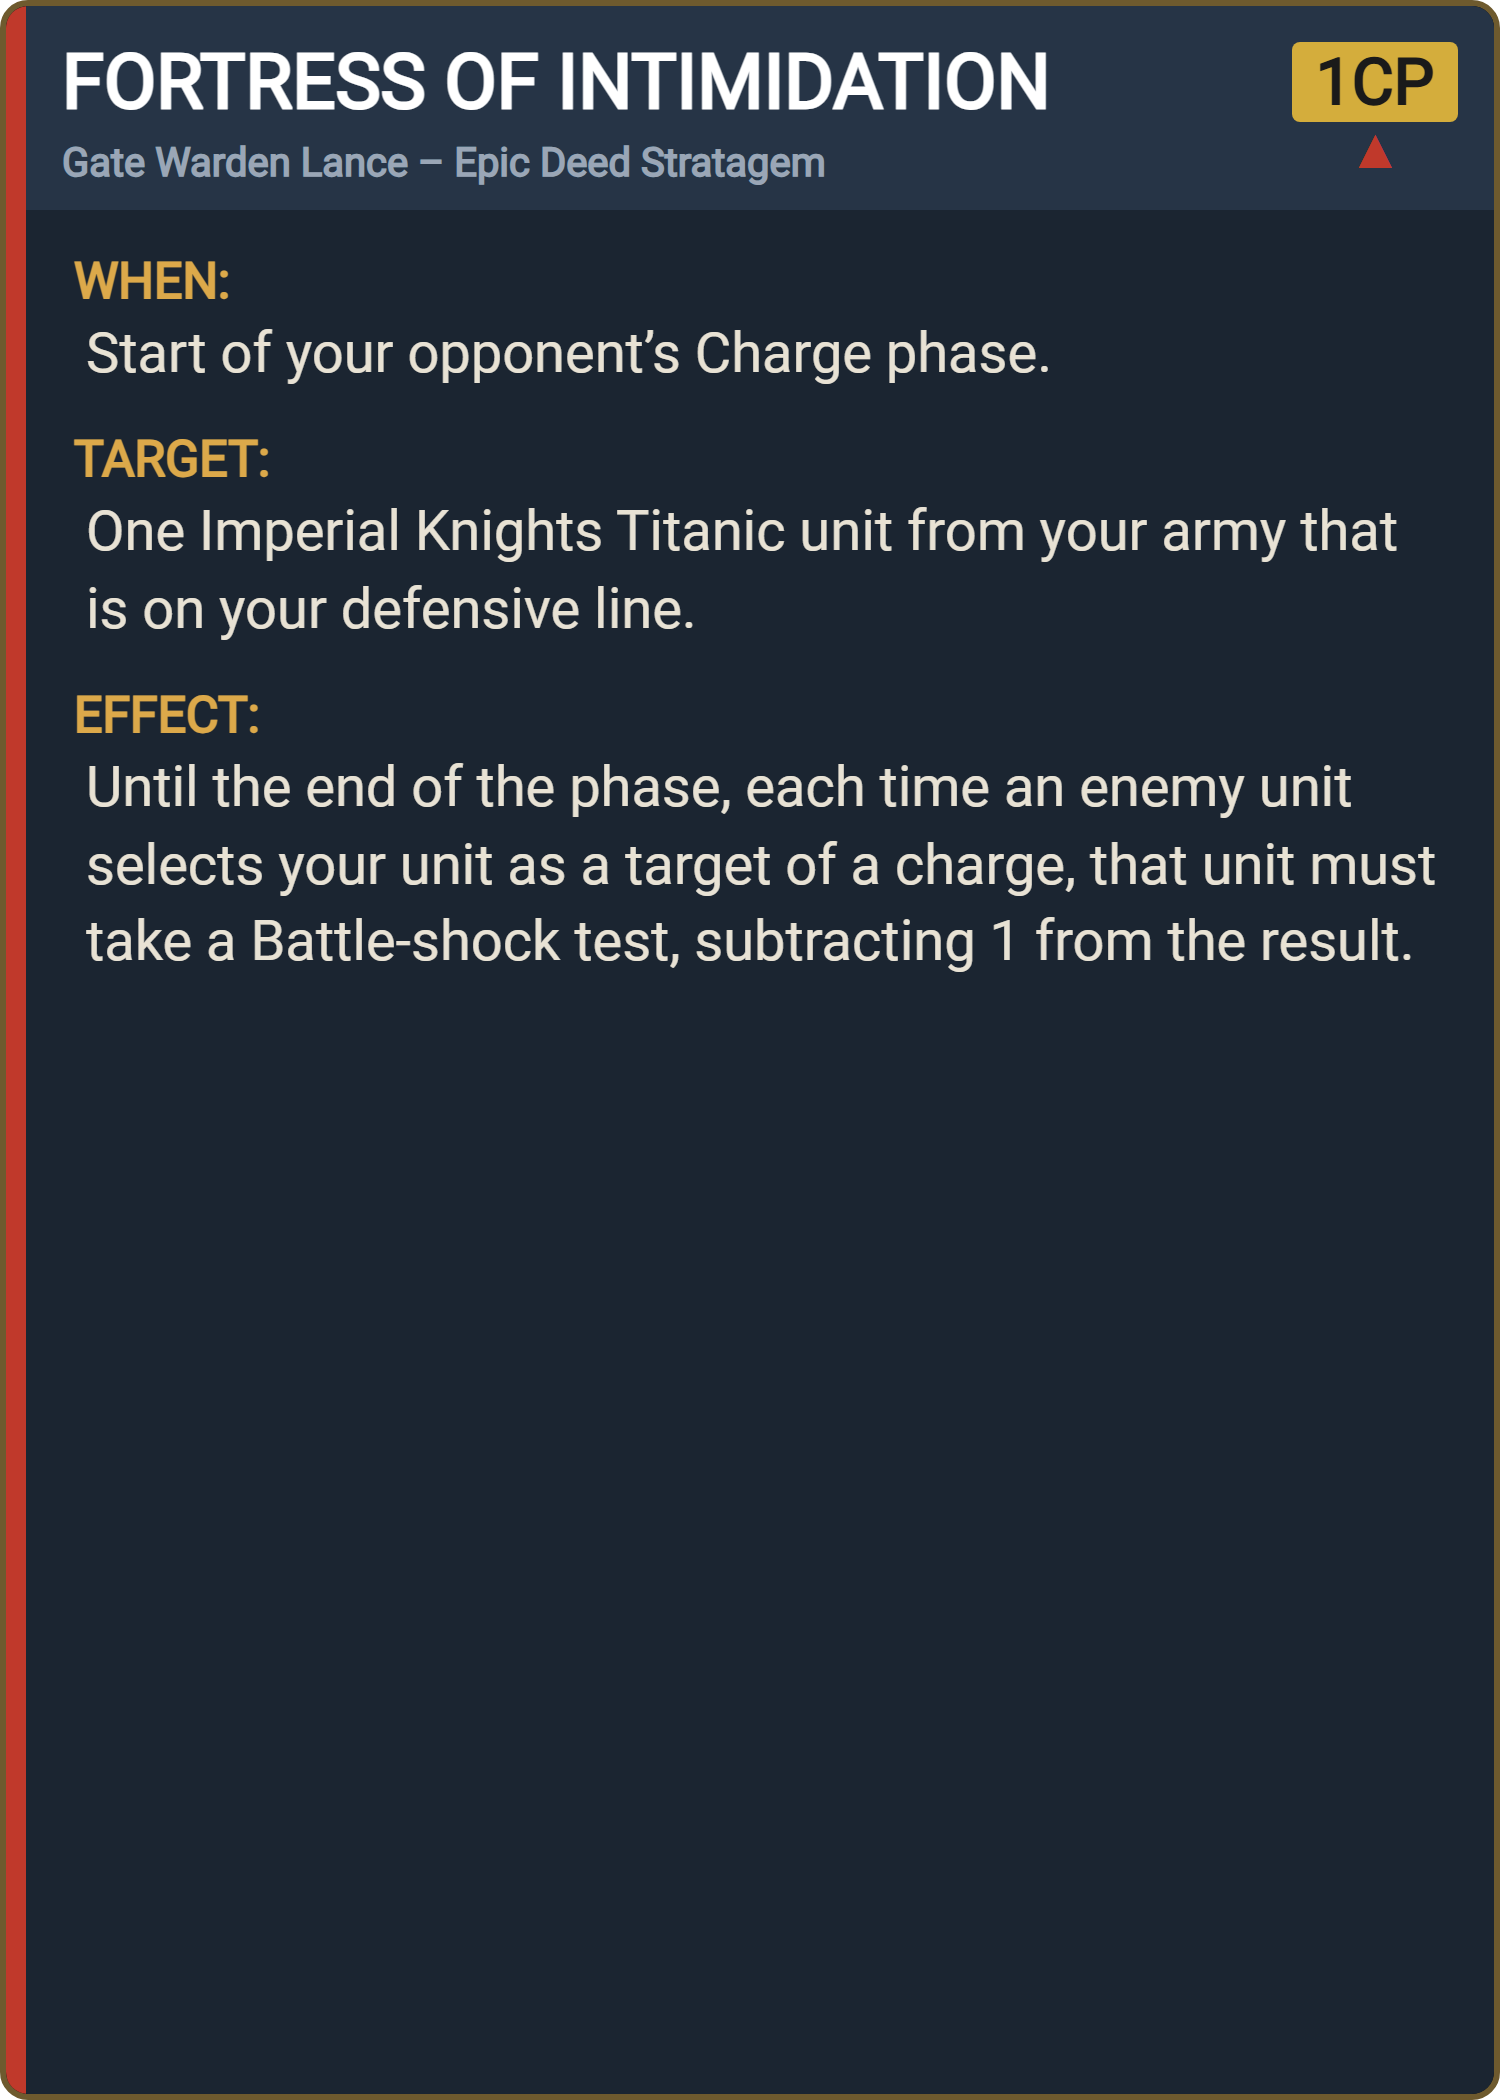 FORTRESS OF INTIMIDATION
1CP
Gate Warden Lance – Epic Deed Stratagem
WHEN:
Start of your opponent’s Charge phase.
TARGET:
One Imperial Knights Titanic unit from your army that
is on your defensive line.
EFFECT:
Until the end of the phase, each time an enemy unit
selects your unit as a target of a charge, that unit must
take a Battle-shock test, subtracting 1 from the result.